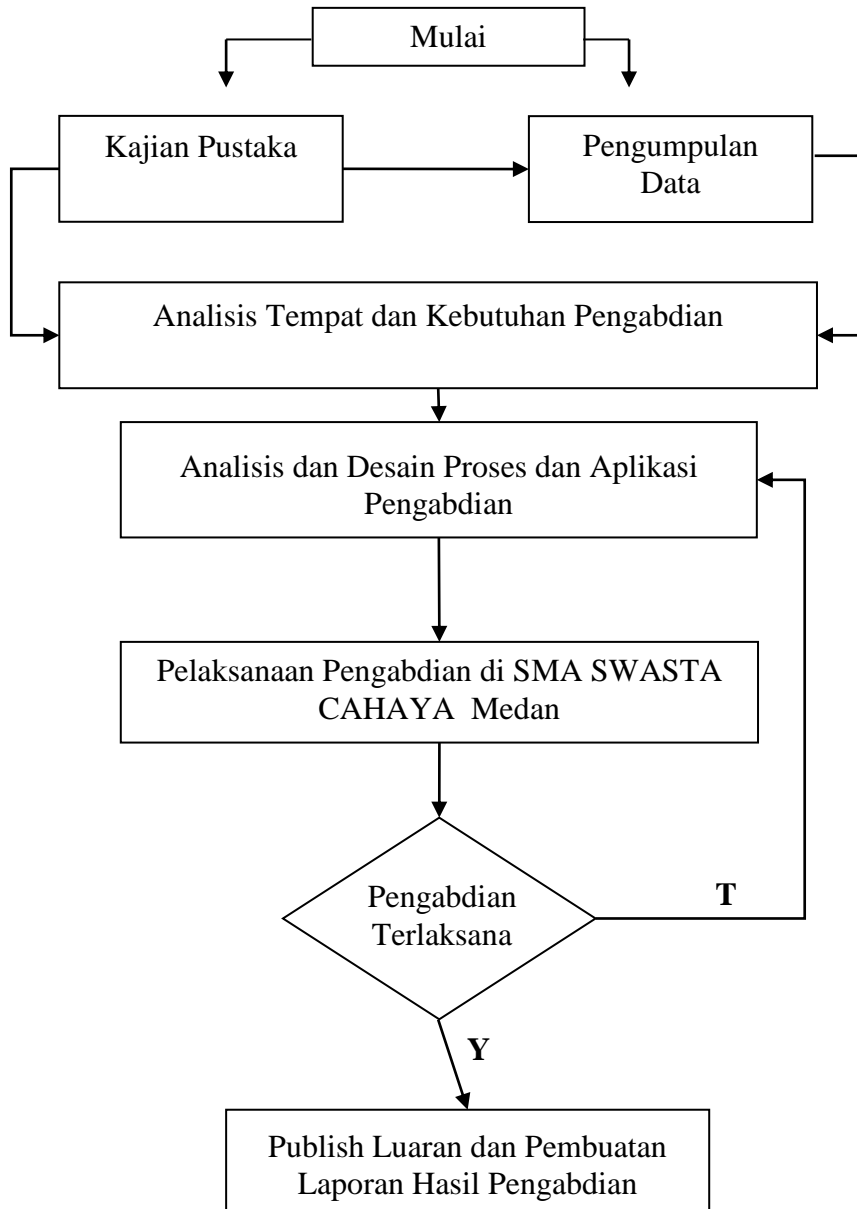 Mulai
Kajian Pustaka
Pengumpulan
Data
Analisis Tempat dan Kebutuhan Pengabdian
Analisis dan Desain Proses dan Aplikasi
Pengabdian
Pelaksanaan Pengabdian di SMA SWASTA
CAHAYA Medan
Pengabdian
Terlaksana
T
Y
Publish Luaran dan Pembuatan
Laporan Hasil Pengabdian